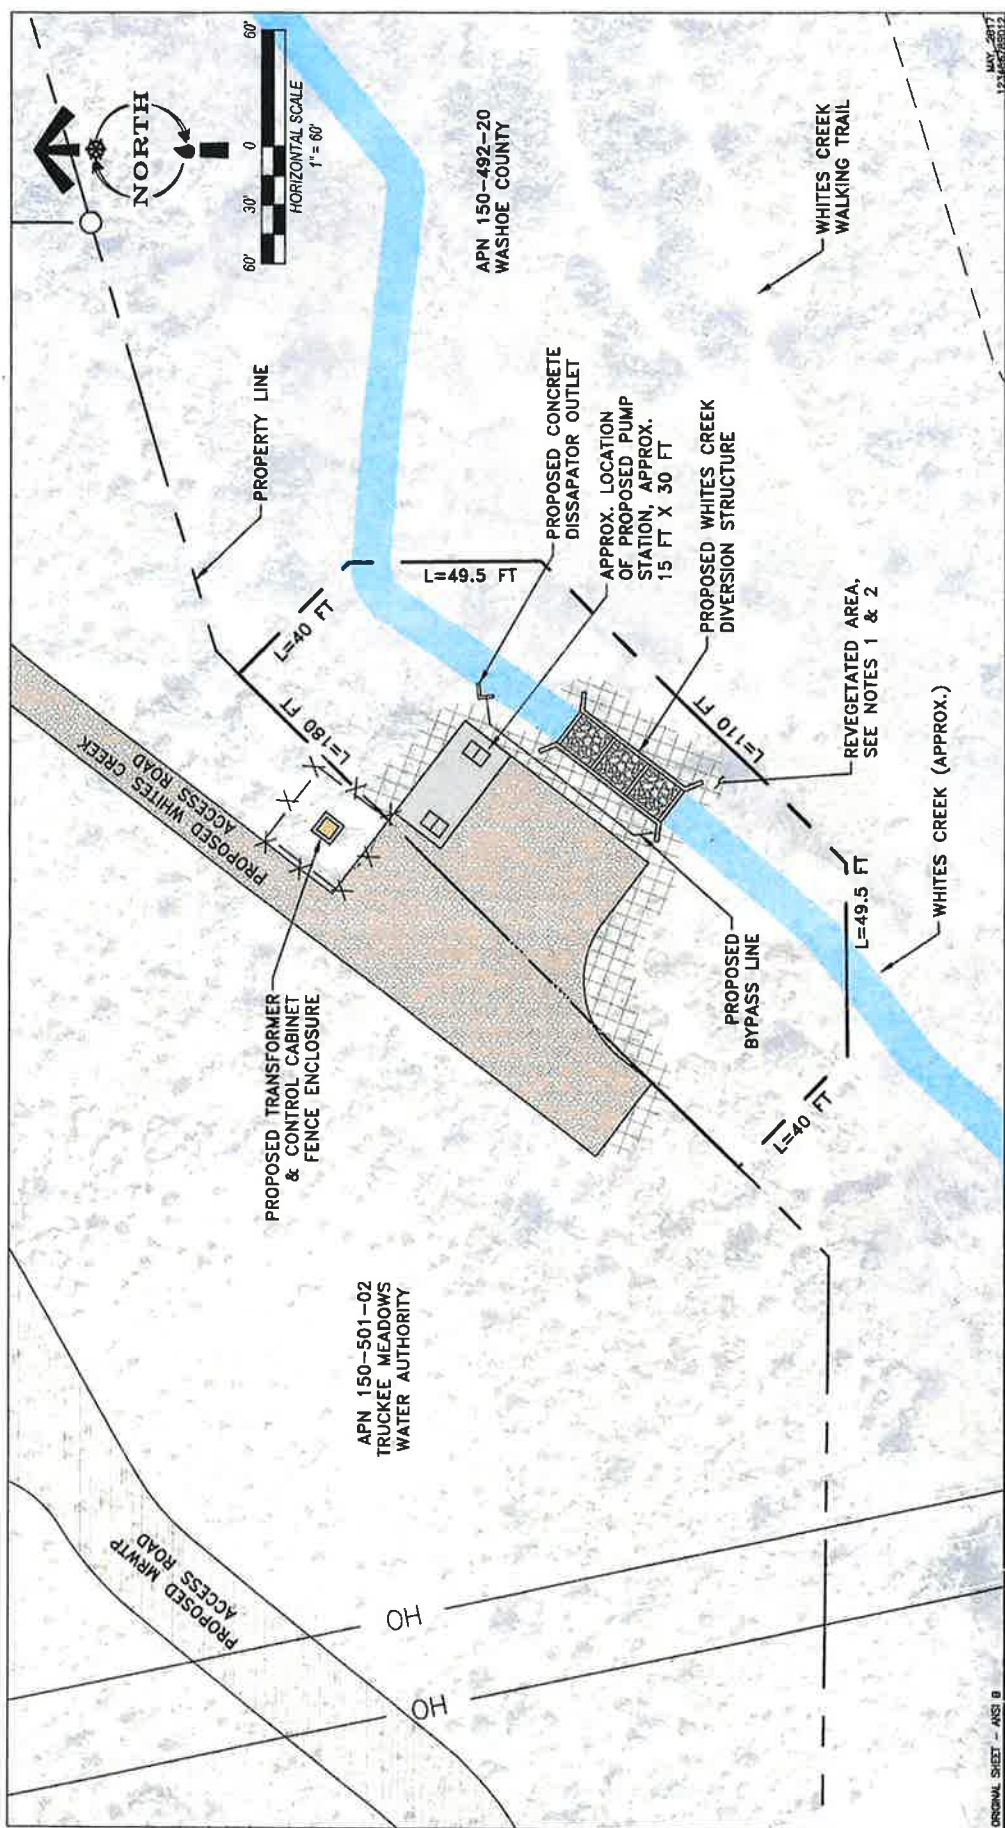 PROPOSED MRWTP
ACCESS ROAD
OH
OH
APN 150-501-02
TRUCKEE MEADOWS
WATER AUTHORITY
PROPOSED TRANSFORMER
& CONTROL CABINET
FENCE ENCLOSURE
PROPOSED WHITES CREEK
ACCESS ROAD
L=180 FT
L=40 FT
PROPERTY LINE
NORTH
60' 30' 0 60'
HORIZONTAL SCALE
1" = 60'
APN 150-492-20
WASHOE COUNTY
L=49.5 FT
PROPOSED CONCRETE
DISSAPATOR OUTLET
APPROX. LOCATION
OF PROPOSED PUMP
STATION, APPROX.
15 FT X 30 FT
PROPOSED WHITES CREEK
DIVERSION STRUCTURE
L=110 FT
REVEGETATED AREA,
SEE NOTES 1 & 2
PROPOSED
BYPASS LINE
L=49.5 FT
L=40 FT
WHITES CREEK (APPROX.)
WHITES CREEK
WALKING TRAIL
ORIGINAL SHEET - ANSI B
MAY, 2017